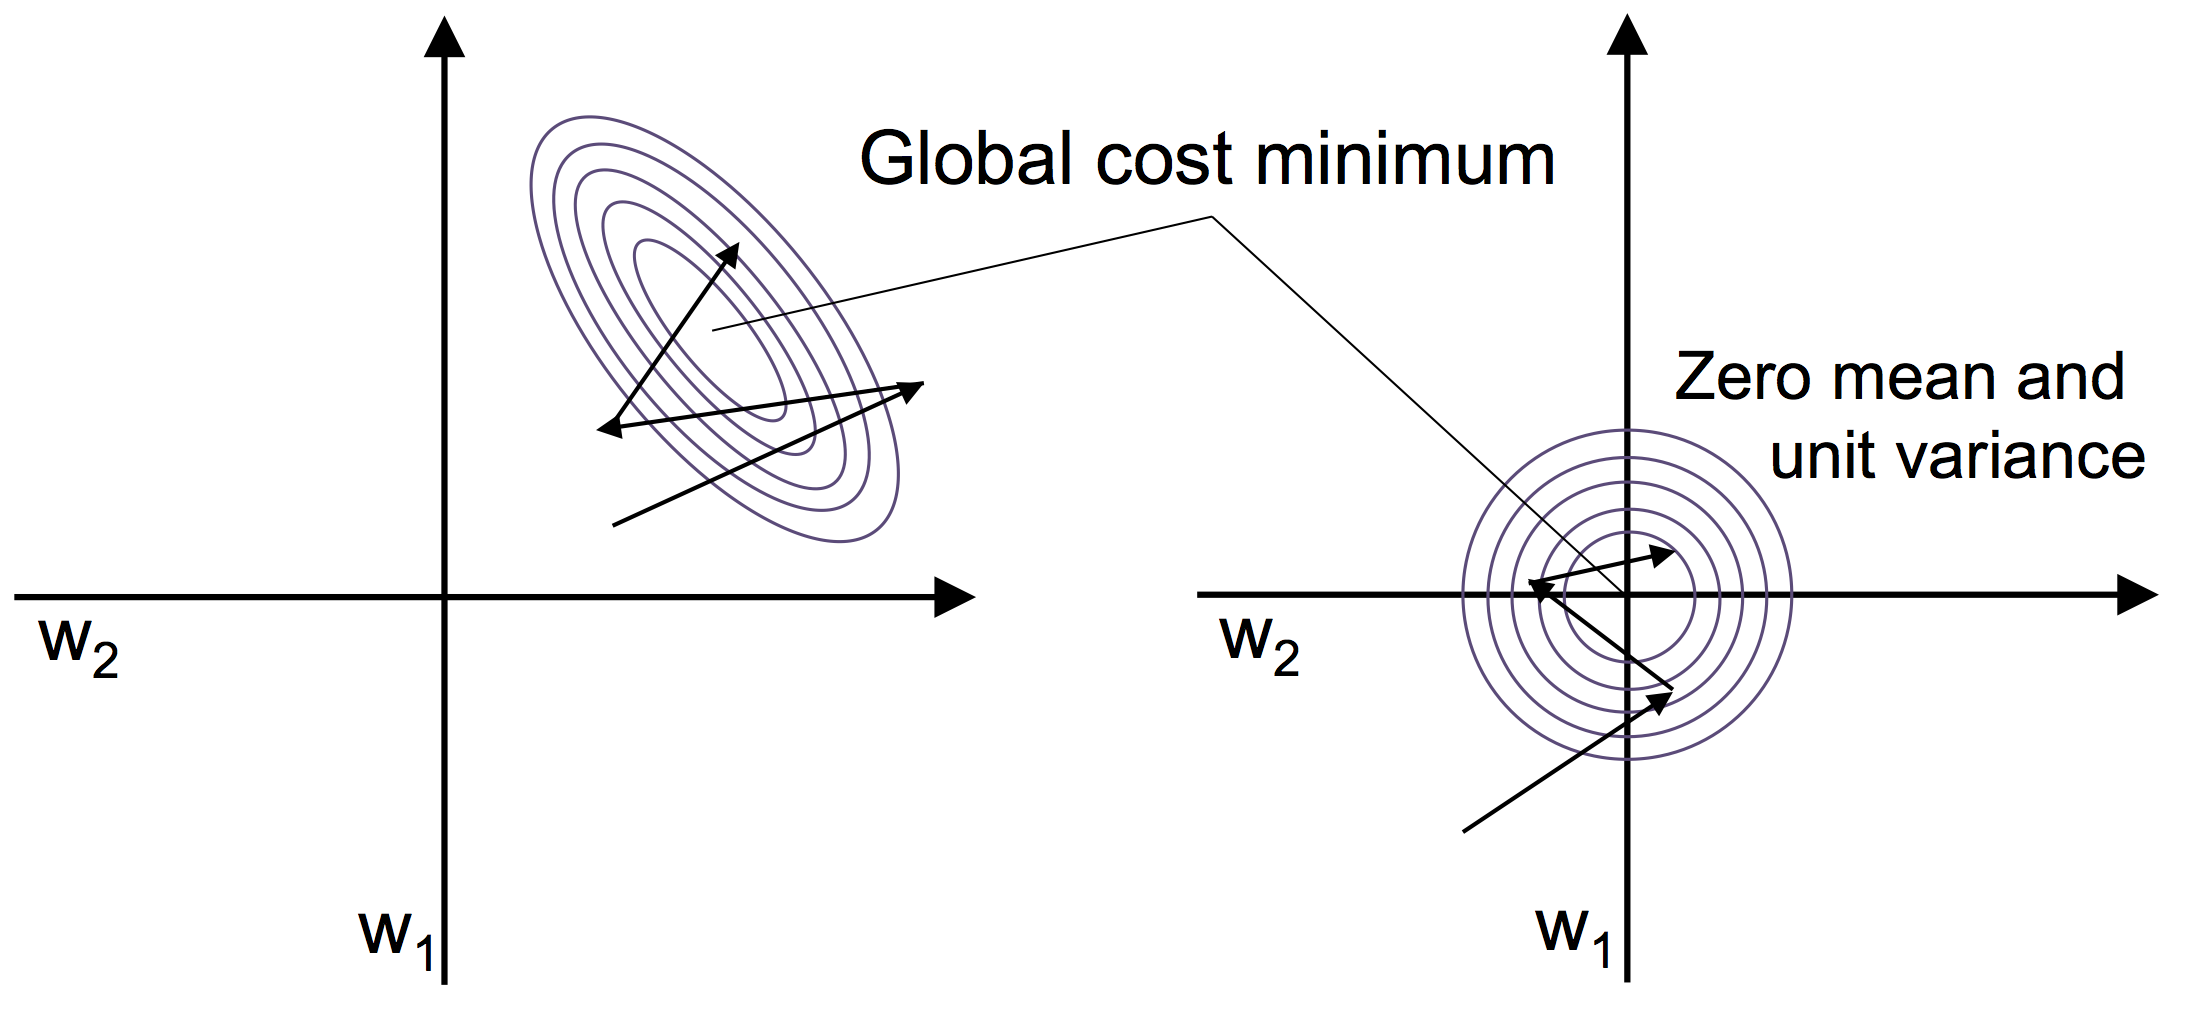 Global cost minimum
Zero mean and
unit variance
w₂
w₁
w₂
w₁